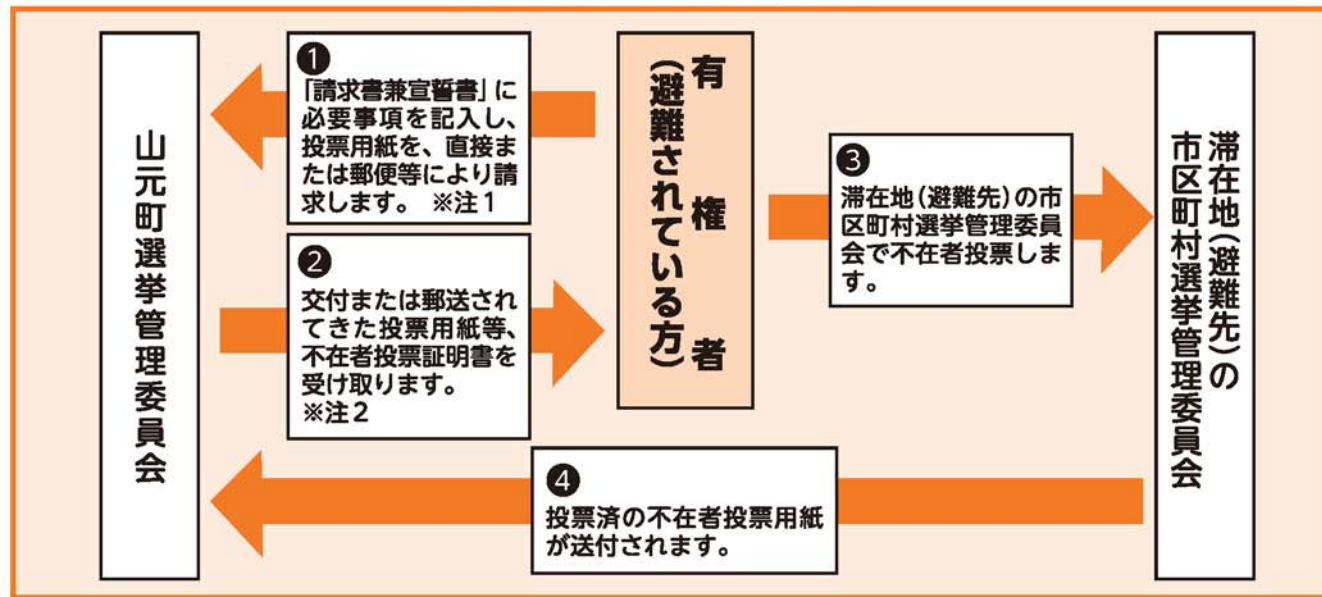 山元町選挙管理委員会
❶
「請求書兼宣誓書」に
必要事項を記入し、
投票用紙を、直接ま
たは郵便等により請
求します。 ※注1
❷
交付または郵送され
てきた投票用紙等、
不在者投票証明書を
受け取ります。
※注2
有権者
(避難されている方)
❸
滞在地(避難先)の市
区町村選挙管理委員
会で不在者投票しま
す。
滞在地(避難先)の
市区町村選挙管理委員会
❹
投票済の不在者投票用紙
が送付されます。